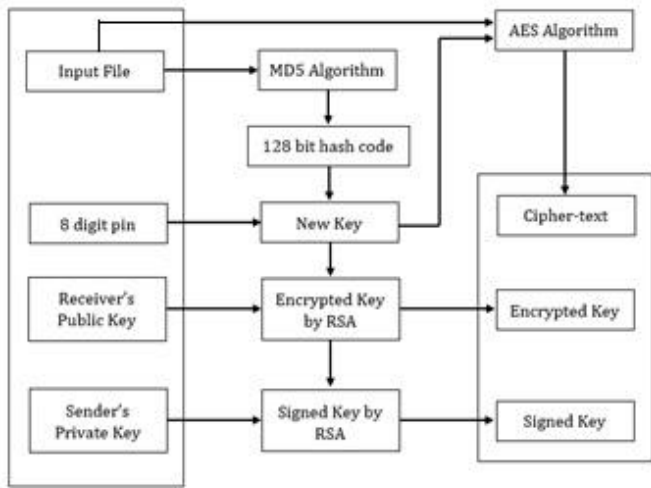 AES Algorithm
Input File
MD5 Algorithm
128 bit hash code
8 digit pin
New Key
Cipher-text
Receiver's
Public Key
Encrypted Key
by RSA
Encrypted Key
Sender's
Private Key
Signed Key by
RSA
Signed Key